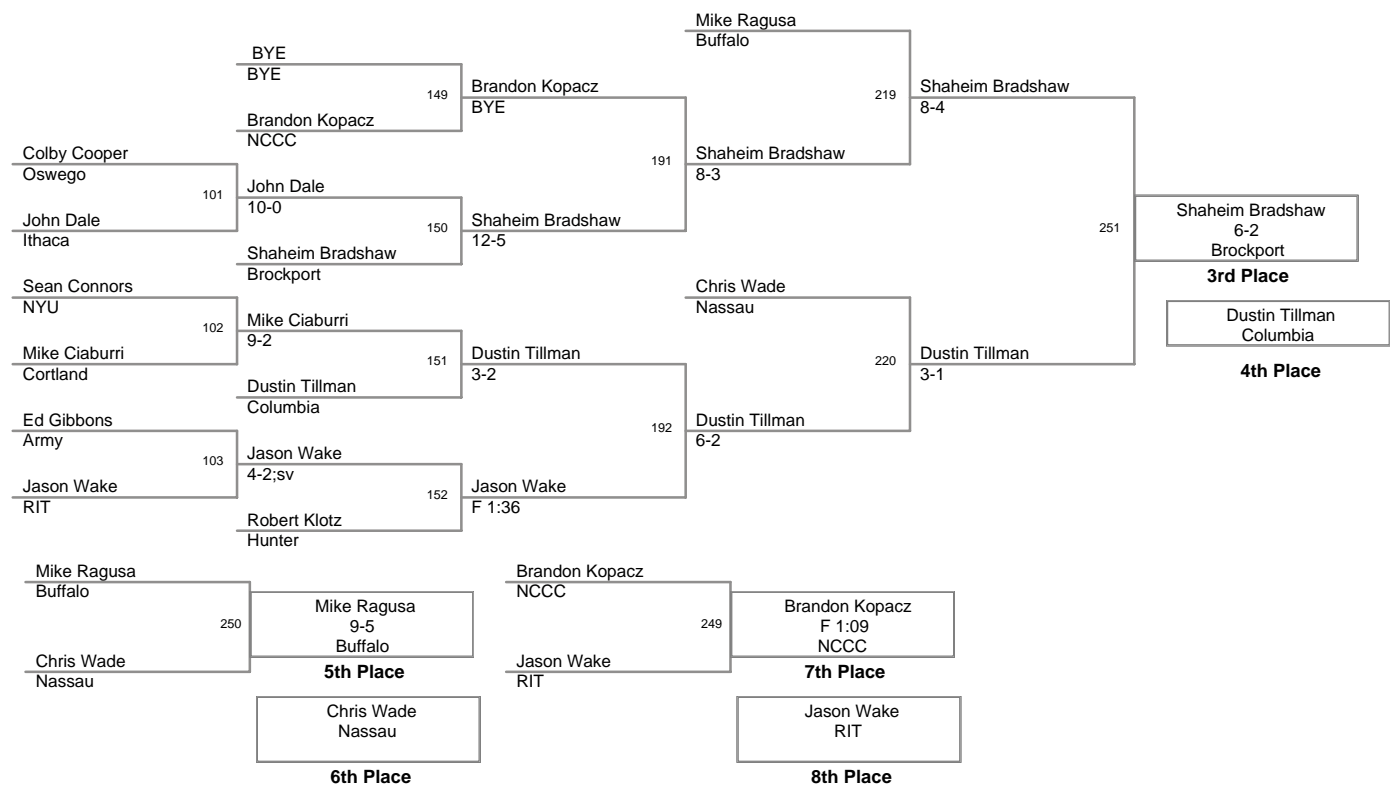 Mike Ragusa
Buffalo
BYE
BYE
149
Brandon Kopacz
BYE
219
Shaheim Bradshaw
8-4
Brandon Kopacz
NCCC
Colby Cooper
Oswego
191
Shaheim Bradshaw
8-3
101
John Dale
10-0
John Dale
Ithaca
150
Shaheim Bradshaw
12-5
251
Shaheim Bradshaw
6-2
Brockport
3rd Place
Shaheim Bradshaw
Brockport
Sean Connors
NYU
Chris Wade
Nassau
102
Mike Ciaburri
9-2
Dustin Tillman
Columbia
4th Place
Mike Ciaburri
Cortland
151
Dustin Tillman
3-2
220
Dustin Tillman
3-1
Dustin Tillman
Columbia
Ed Gibbons
Army
192
Dustin Tillman
6-2
103
Jason Wake
4-2;sv
Jason Wake
RIT
152
Jason Wake
F 1:36
Robert Klotz
Hunter
Mike Ragusa
Buffalo
250
Mike Ragusa
9-5
Buffalo
5th Place
Chris Wade
Nassau
Chris Wade
Nassau
6th Place
Brandon Kopacz
NCCC
249
Brandon Kopacz
F 1:09
NCCC
7th Place
Jason Wake
RIT
Jason Wake
RIT
8th Place